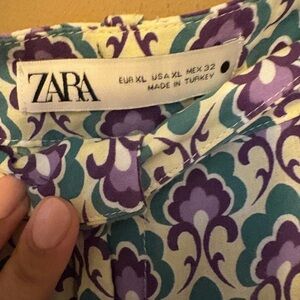 ZARA
EUR XL USA XL MEX 32
MADE IN TURKEY